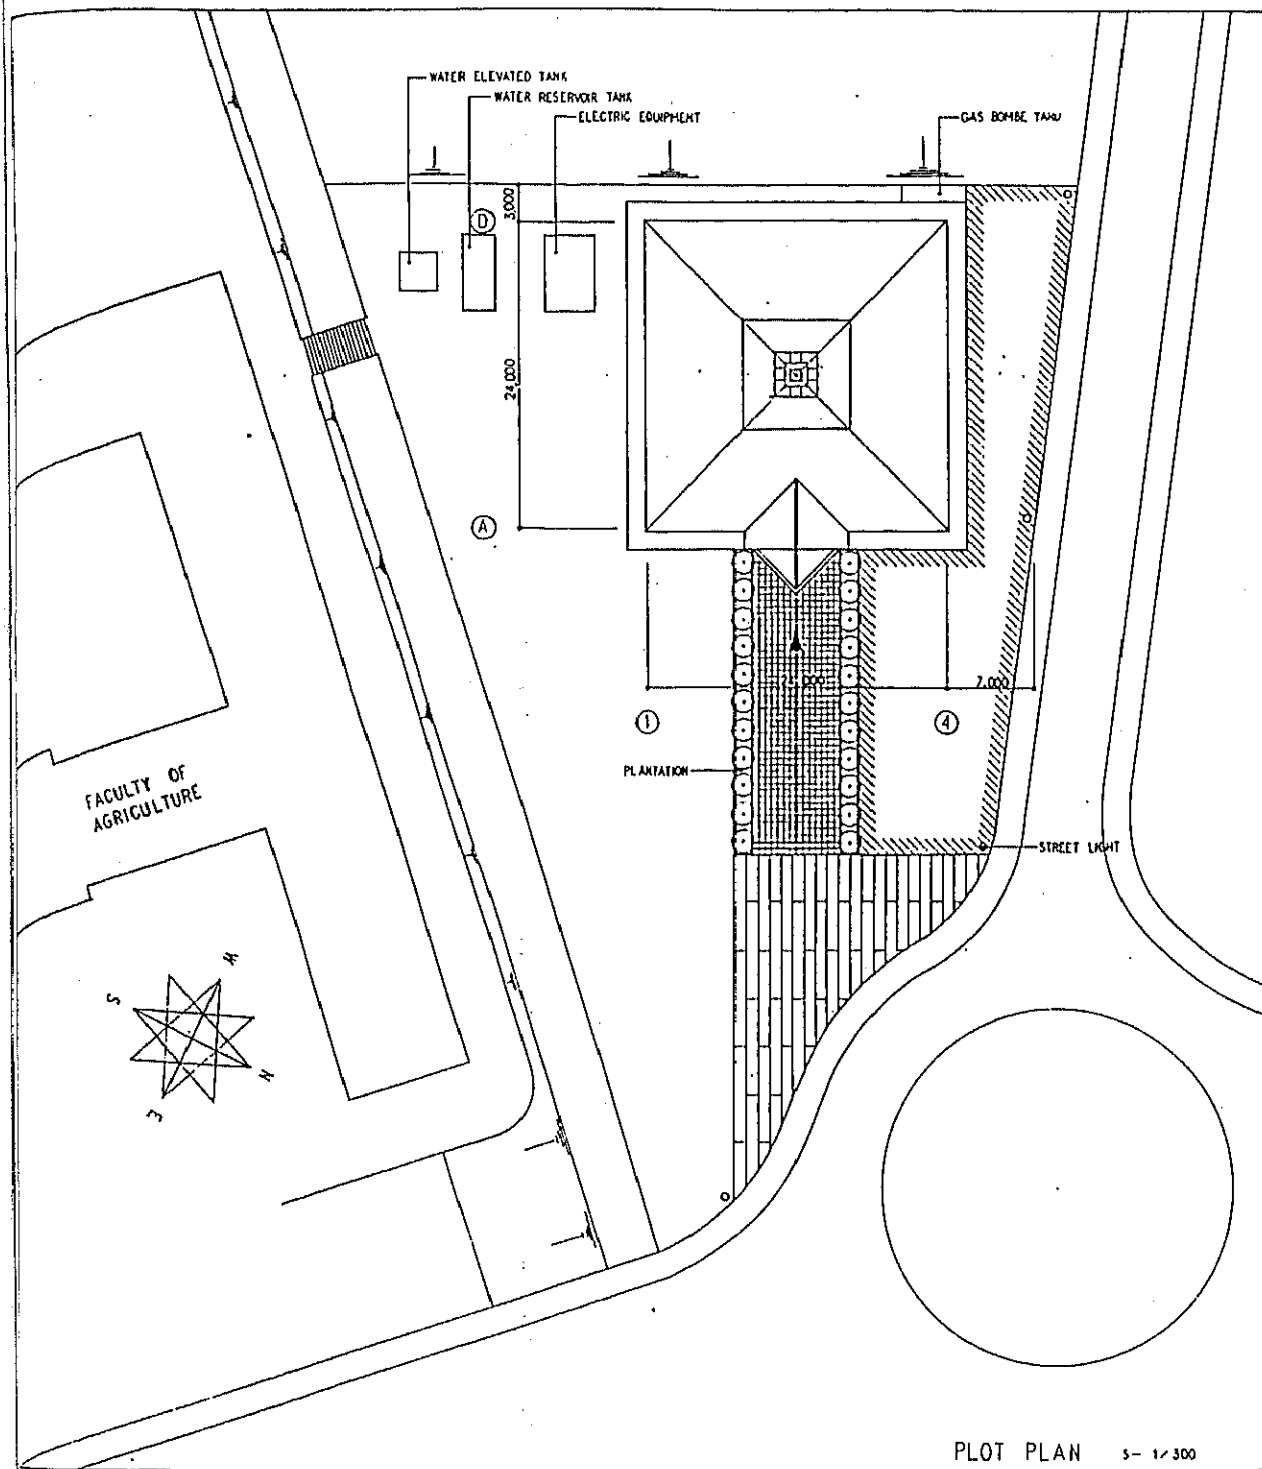 WATER ELEVATED TANK
WATER RESERVOIR TANK
ELECTRIC EQUIPMENT
GAS BOMBE TANU
3,000
D
24,000
A
24,000
7,000
1
4
PLANTATION
FACULTY OF
AGRICULTURE
STREET LIGHT
W
S
N
E
PLOT PLAN S- 1/300